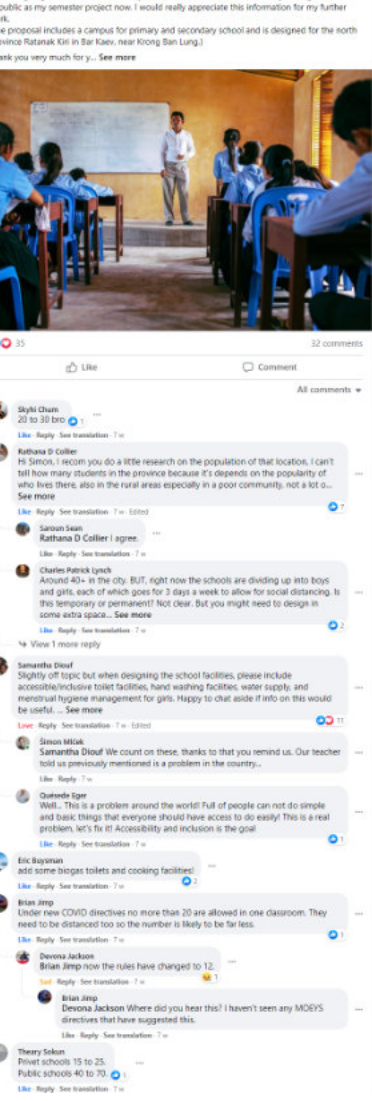 public as my semester project now. I would really appreciate this information for my further
rk.
e proposal includes a campus for primary and secondary school and is designed for the north
ovince Ratanak Kiri in Bar Kaev, near Krong Ban Lung.)
ank you very much for y... See more
35
32 comments
Like
Comment
All comments
Skyhi Chum
20 to 30 bro
1
Like · Reply · See translation · 7 w
Rathana D Collier
Hi Simon, I recom you do a little research on the population of that location, I can't
tell how many students in the province because it's depends on the popularity of
who lives there, also in the rural areas especially in a poor community, not a lot o...
See more
7
Like · Reply · See translation · 7 w · Edited
Saroun Sean
Rathana D Collier I agree.
Like · Reply · See translation · 7 w
Charles Patrick Lynch
Around 40+ in the city. BUT, right now the schools are dividing up into boys
and girls, each of which goes for 3 days a week to allow for social distancing. Is
this temporary or permanent? Not clear. But you might need to design in
some extra space... See more
2
Like · Reply · See translation · 7 w
View 1 more reply
Samantha Diouf
Slightly off topic but when designing the school facilities, please include
accessible/inclusive toilet facilities, hand washing facilities, water supply, and
menstrual hygiene management for girls. Happy to chat aside if info on this would
be useful. ... See more
11
Love · Reply · See translation · 7 w · Edited
Šimon Mlček
Samantha Diouf We count on these, thanks to that you remind us. Our teacher
told us previously mentioned is a problem in the country...
Like · Reply · 7 w
Quésede Eger
Well... This is a problem around the world! Full of people can not do simple
and basic things that everyone should have access to do easily! This is a real
problem, let's fix it! Accessibility and inclusion is the goal
1
Like · Reply · See translation · 7 w
Eric Buysman
add some biogas toilets and cooking facilities!
2
Like · Reply · See translation · 7 w
Brian Jimp
Under new COVID directives no more than 20 are allowed in one classroom. They
need to be distanced too so the number is likely to be far less.
1
Like · Reply · See translation · 7 w
Devona Jackson
Brian Jimp now the rules have changed to 12.
1
Sad · Reply · See translation · 7 w
Brian Jimp
Devona Jackson Where did you hear this? I haven't seen any MOEYS
directives that have suggested this.
Like · Reply · See translation · 7 w
Theary Sokun
Privet schools 15 to 25.
Public schools 40 to 70.
Like · Reply · See translation · 7 w